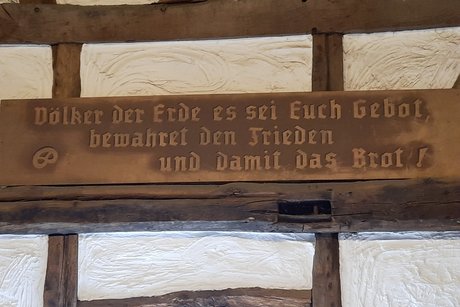 Völker der Erde es sei Euch Gebot,
bewahret den Frieden
und damit das Brot!